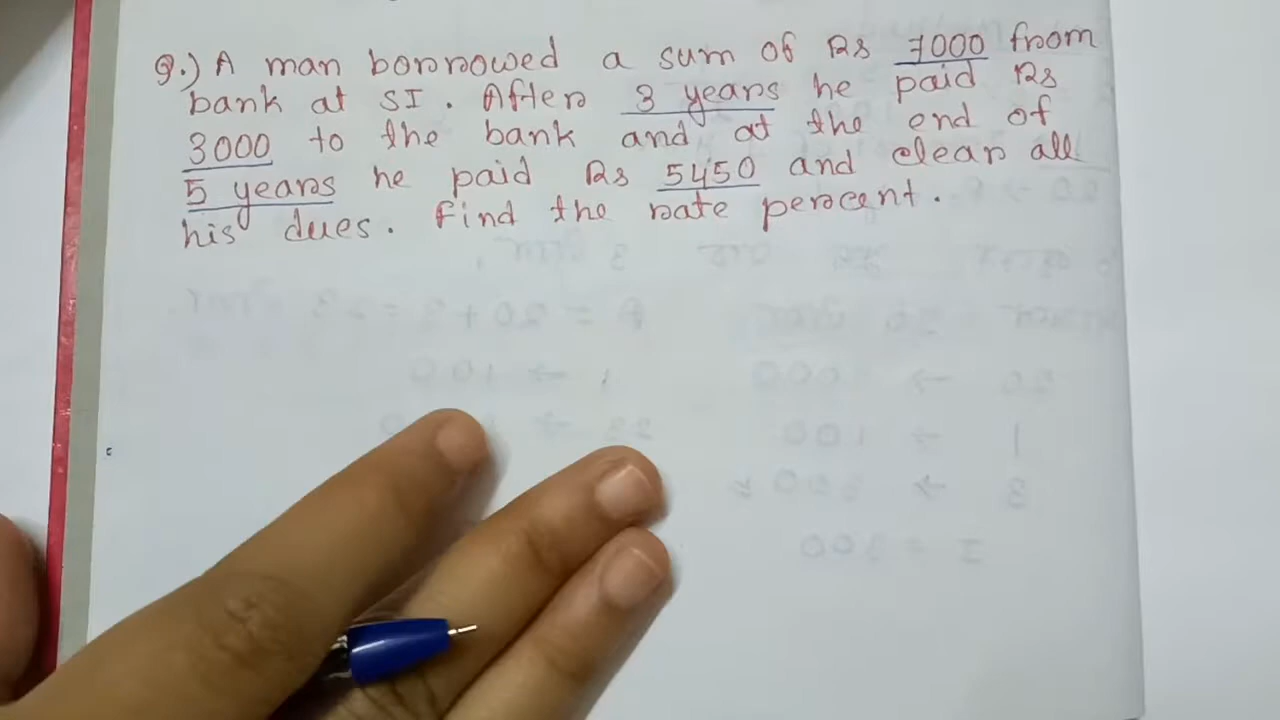 Q.) A man borrowed a sum of Rs 7000 from
bank at SI. After 3 years he paid Rs
3000 to the bank and at the end of
5 years he paid Rs 5450 and clear all
his dues. Find the rate percent.